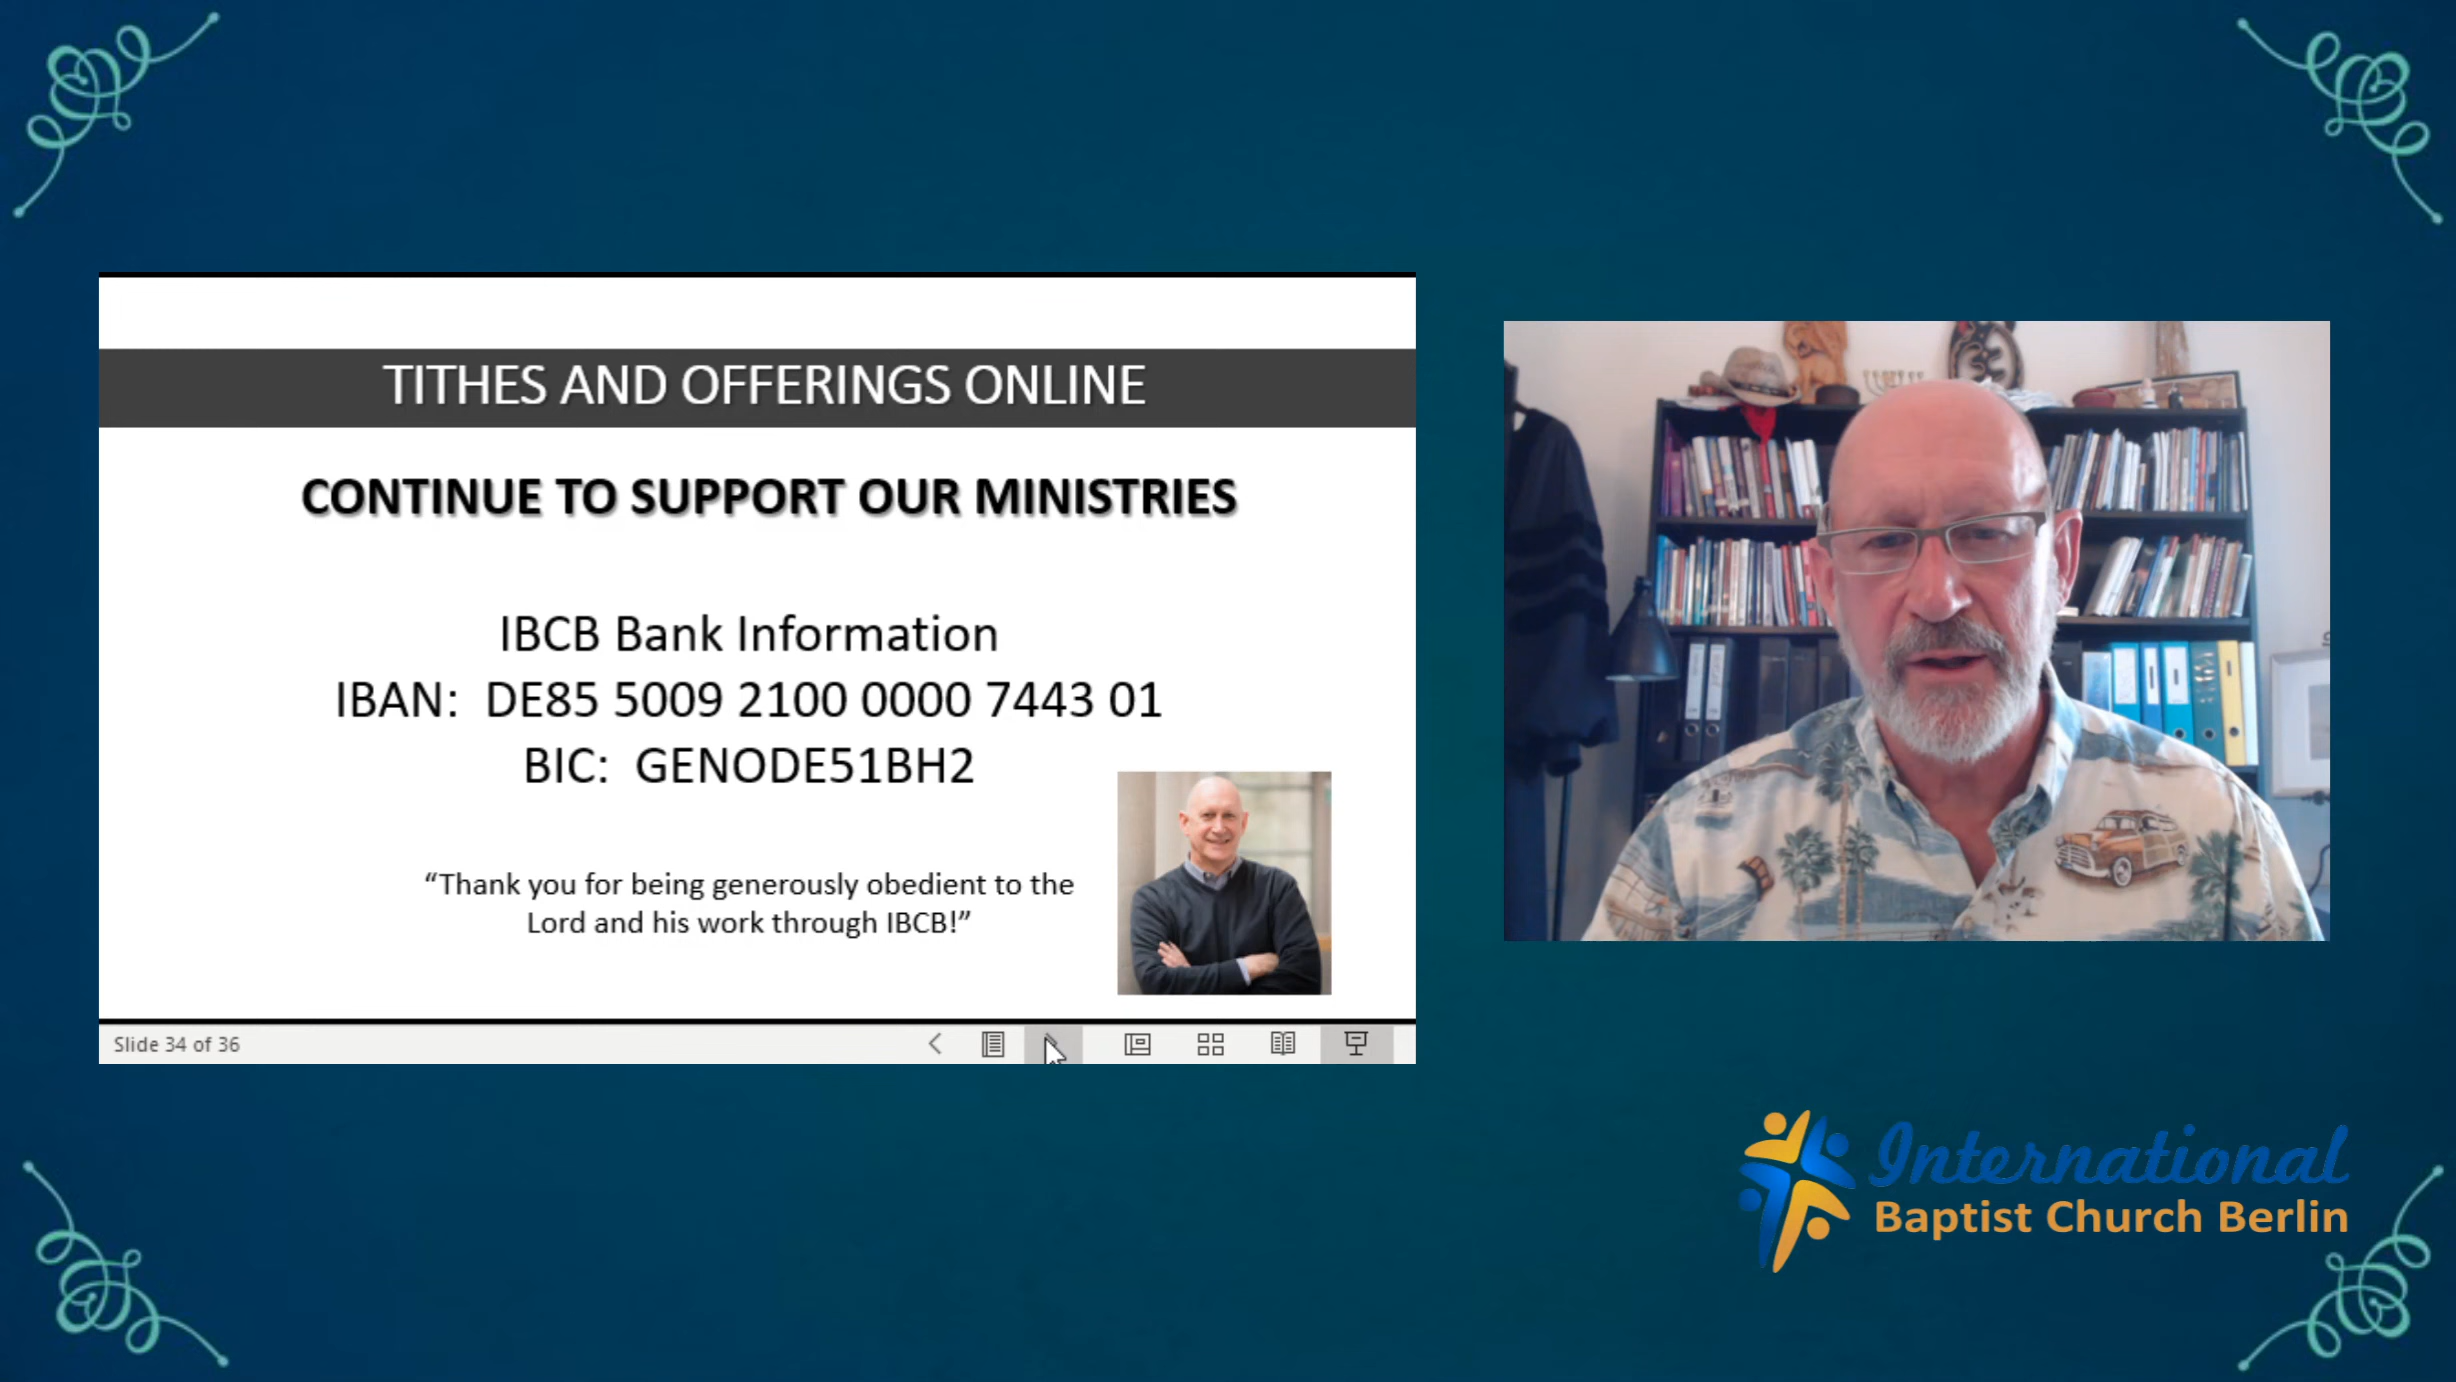 TITHES AND OFFERINGS ONLINE
CONTINUE TO SUPPORT OUR MINISTRIES
IBCB Bank Information
IBAN: DE85 5009 2100 0000 7443 01
BIC: GENODE51BH2
“Thank you for being generously obedient to the
Lord and his work through IBCB!”
Slide 34 of 36
International
Baptist Church Berlin